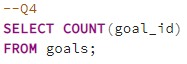 --Q4
SELECT COUNT(goal_id)
FROM goals;